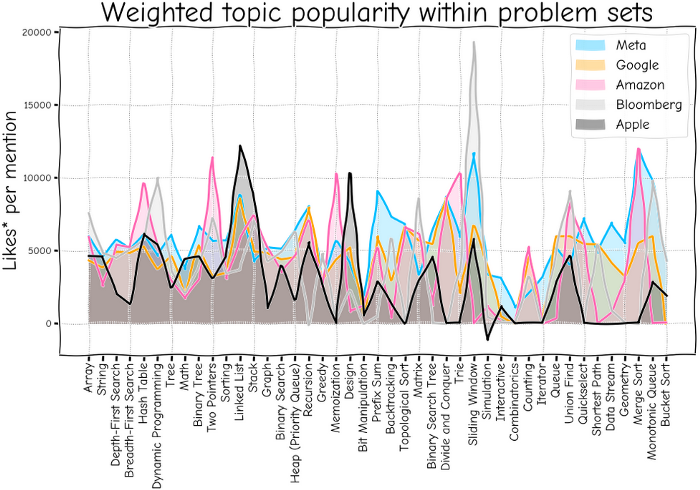 Weighted topic popularity within problem sets
Likes* per mention
20000
15000
10000
5000
0
Meta
Google
Amazon
Bloomberg
Apple
Array
String
Depth-First Search
Breadth-First Search
Hash Table
Dynamic Programming
Tree
Math
Binary Tree
Two Pointers
Sorting
Linked List
Stack
Graph
Binary Search
Heap (Priority Queue)
Recursion
Greedy
Memoization
Design
Bit Manipulation
Prefix Sum
Backtracking
Topological Sort
Matrix
Binary Search Tree
Divide and Conquer
Trie
Sliding Window
Simulation
Interactive
Combinatorics
Counting
Iterator
Queue
Union Find
Quickselect
Shortest Path
Data Stream
Geometry
Merge Sort
Monotonic Queue
Bucket Sort